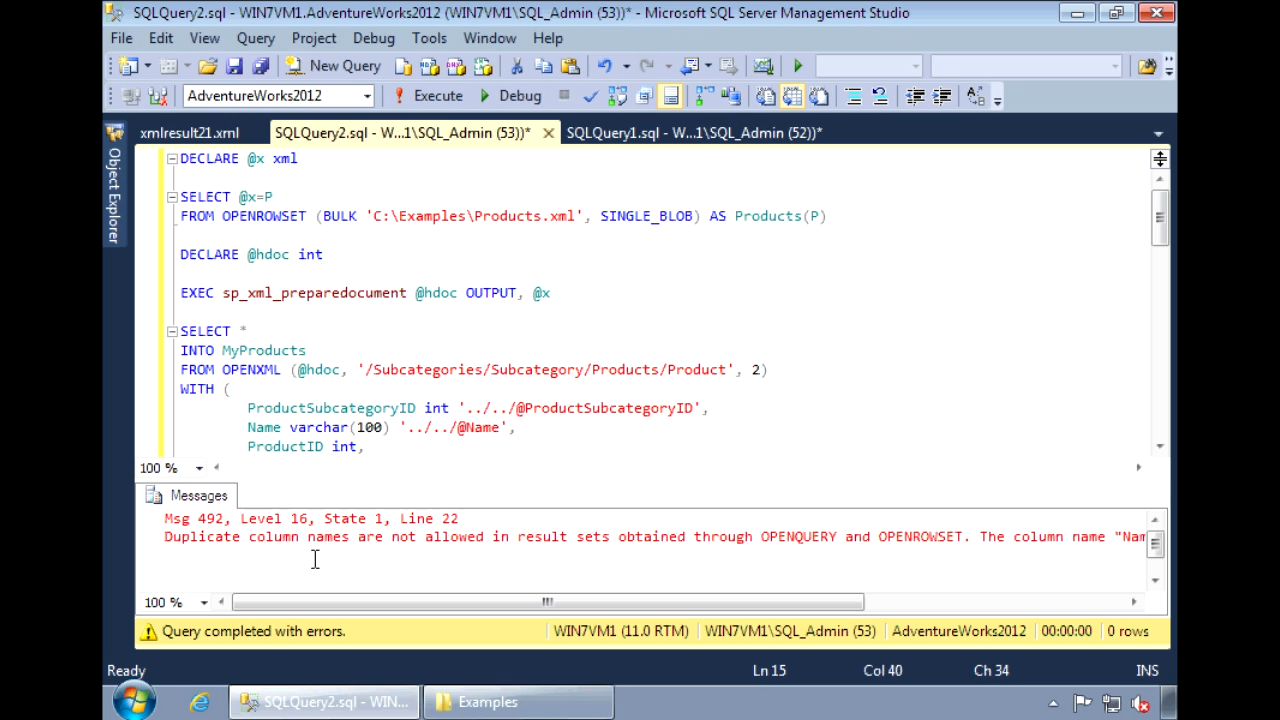 SQLQuery2.sql - WIN7VM1.AdventureWorks2012 (WIN7VM1\SQL_Admin (53))* - Microsoft SQL Server Management Studio
File Edit View Query Project Debug Tools Window Help
New Query
AdventureWorks2012 Execute Debug
xmlresult21.xml SQLQuery2.sql - W...1\SQL_Admin (53))* SQLQuery1.sql - W...1\SQL_Admin (52))*
Object Explorer
DECLARE @x xml
SELECT @x=P
FROM OPENROWSET (BULK 'C:\Examples\Products.xml', SINGLE_BLOB) AS Products(P)
DECLARE @hdoc int
EXEC sp_xml_preparedocument @hdoc OUTPUT, @x
SELECT *
INTO MyProducts
FROM OPENXML (@hdoc, '/Subcategories/Subcategory/Products/Product', 2)
WITH (
ProductSubcategoryID int '../../@ProductSubcategoryID',
Name varchar(100) '../../@Name',
ProductID int,
100 %
Messages
Msg 492, Level 16, State 1, Line 22
Duplicate column names are not allowed in result sets obtained through OPENQUERY and OPENROWSET. The column name "Nam
100 %
Query completed with errors. WIN7VM1 (11.0 RTM) WIN7VM1\SQL_Admin (53) AdventureWorks2012 00:00:00 0 rows
Ready Ln 15 Col 40 Ch 34 INS
SQLQuery2.sql - WIN... Examples